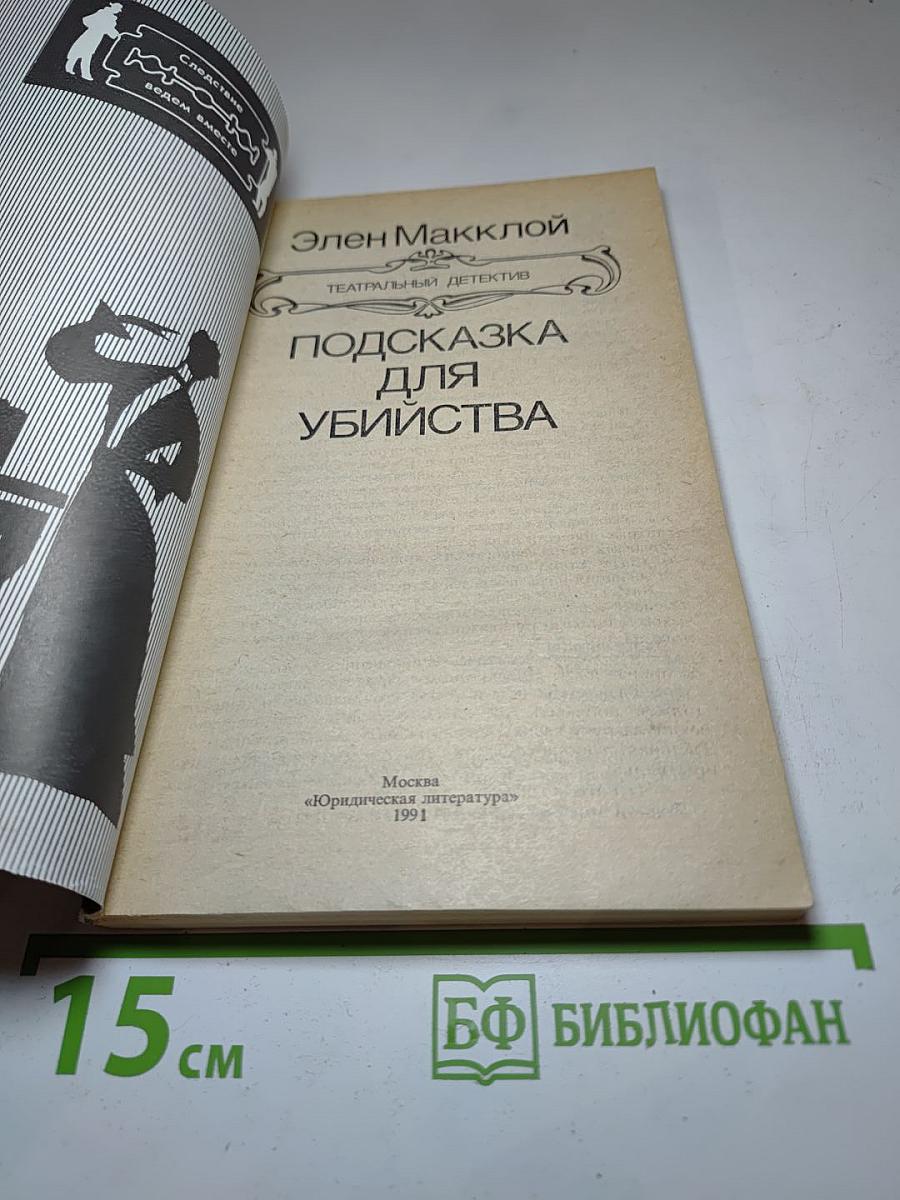 Следствие
ведем вместе
Элен Макклой
ТЕАТРАЛЬНЫЙ ДЕТЕКТИВ
ПОДСКАЗКА
ДЛЯ
УБИЙСТВА
Москва
«Юридическая литература»
1991
15 см
БФ БИБЛИОФАН